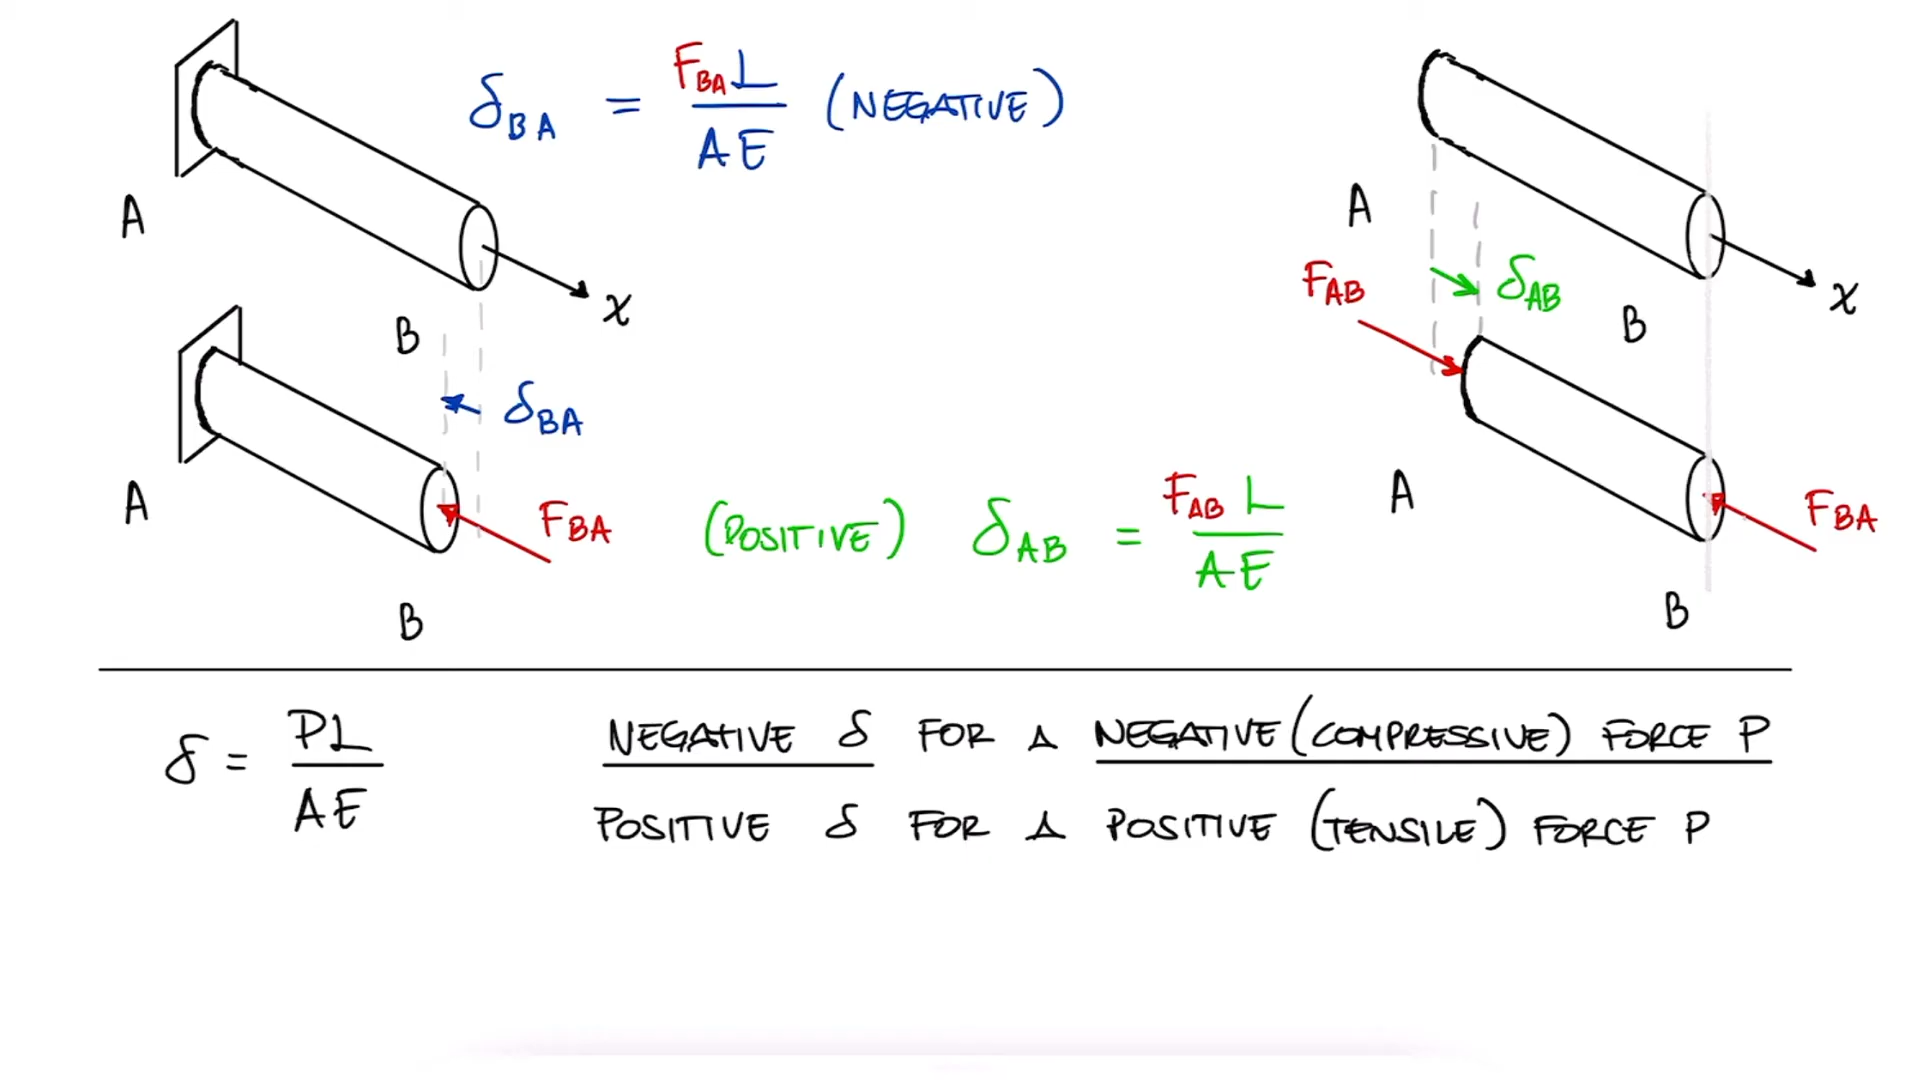 δBA = FBA L / AE (NEGATIVE)
A
B
x
A
B
δBA
FBA
A
B
x
FAB
δAB
A
B
FBA
(POSITIVE) δAB = FAB L / AE
δ = PL / AE
NEGATIVE δ FOR A NEGATIVE (COMPRESSIVE) FORCE P
POSITIVE δ FOR A POSITIVE (TENSILE) FORCE P